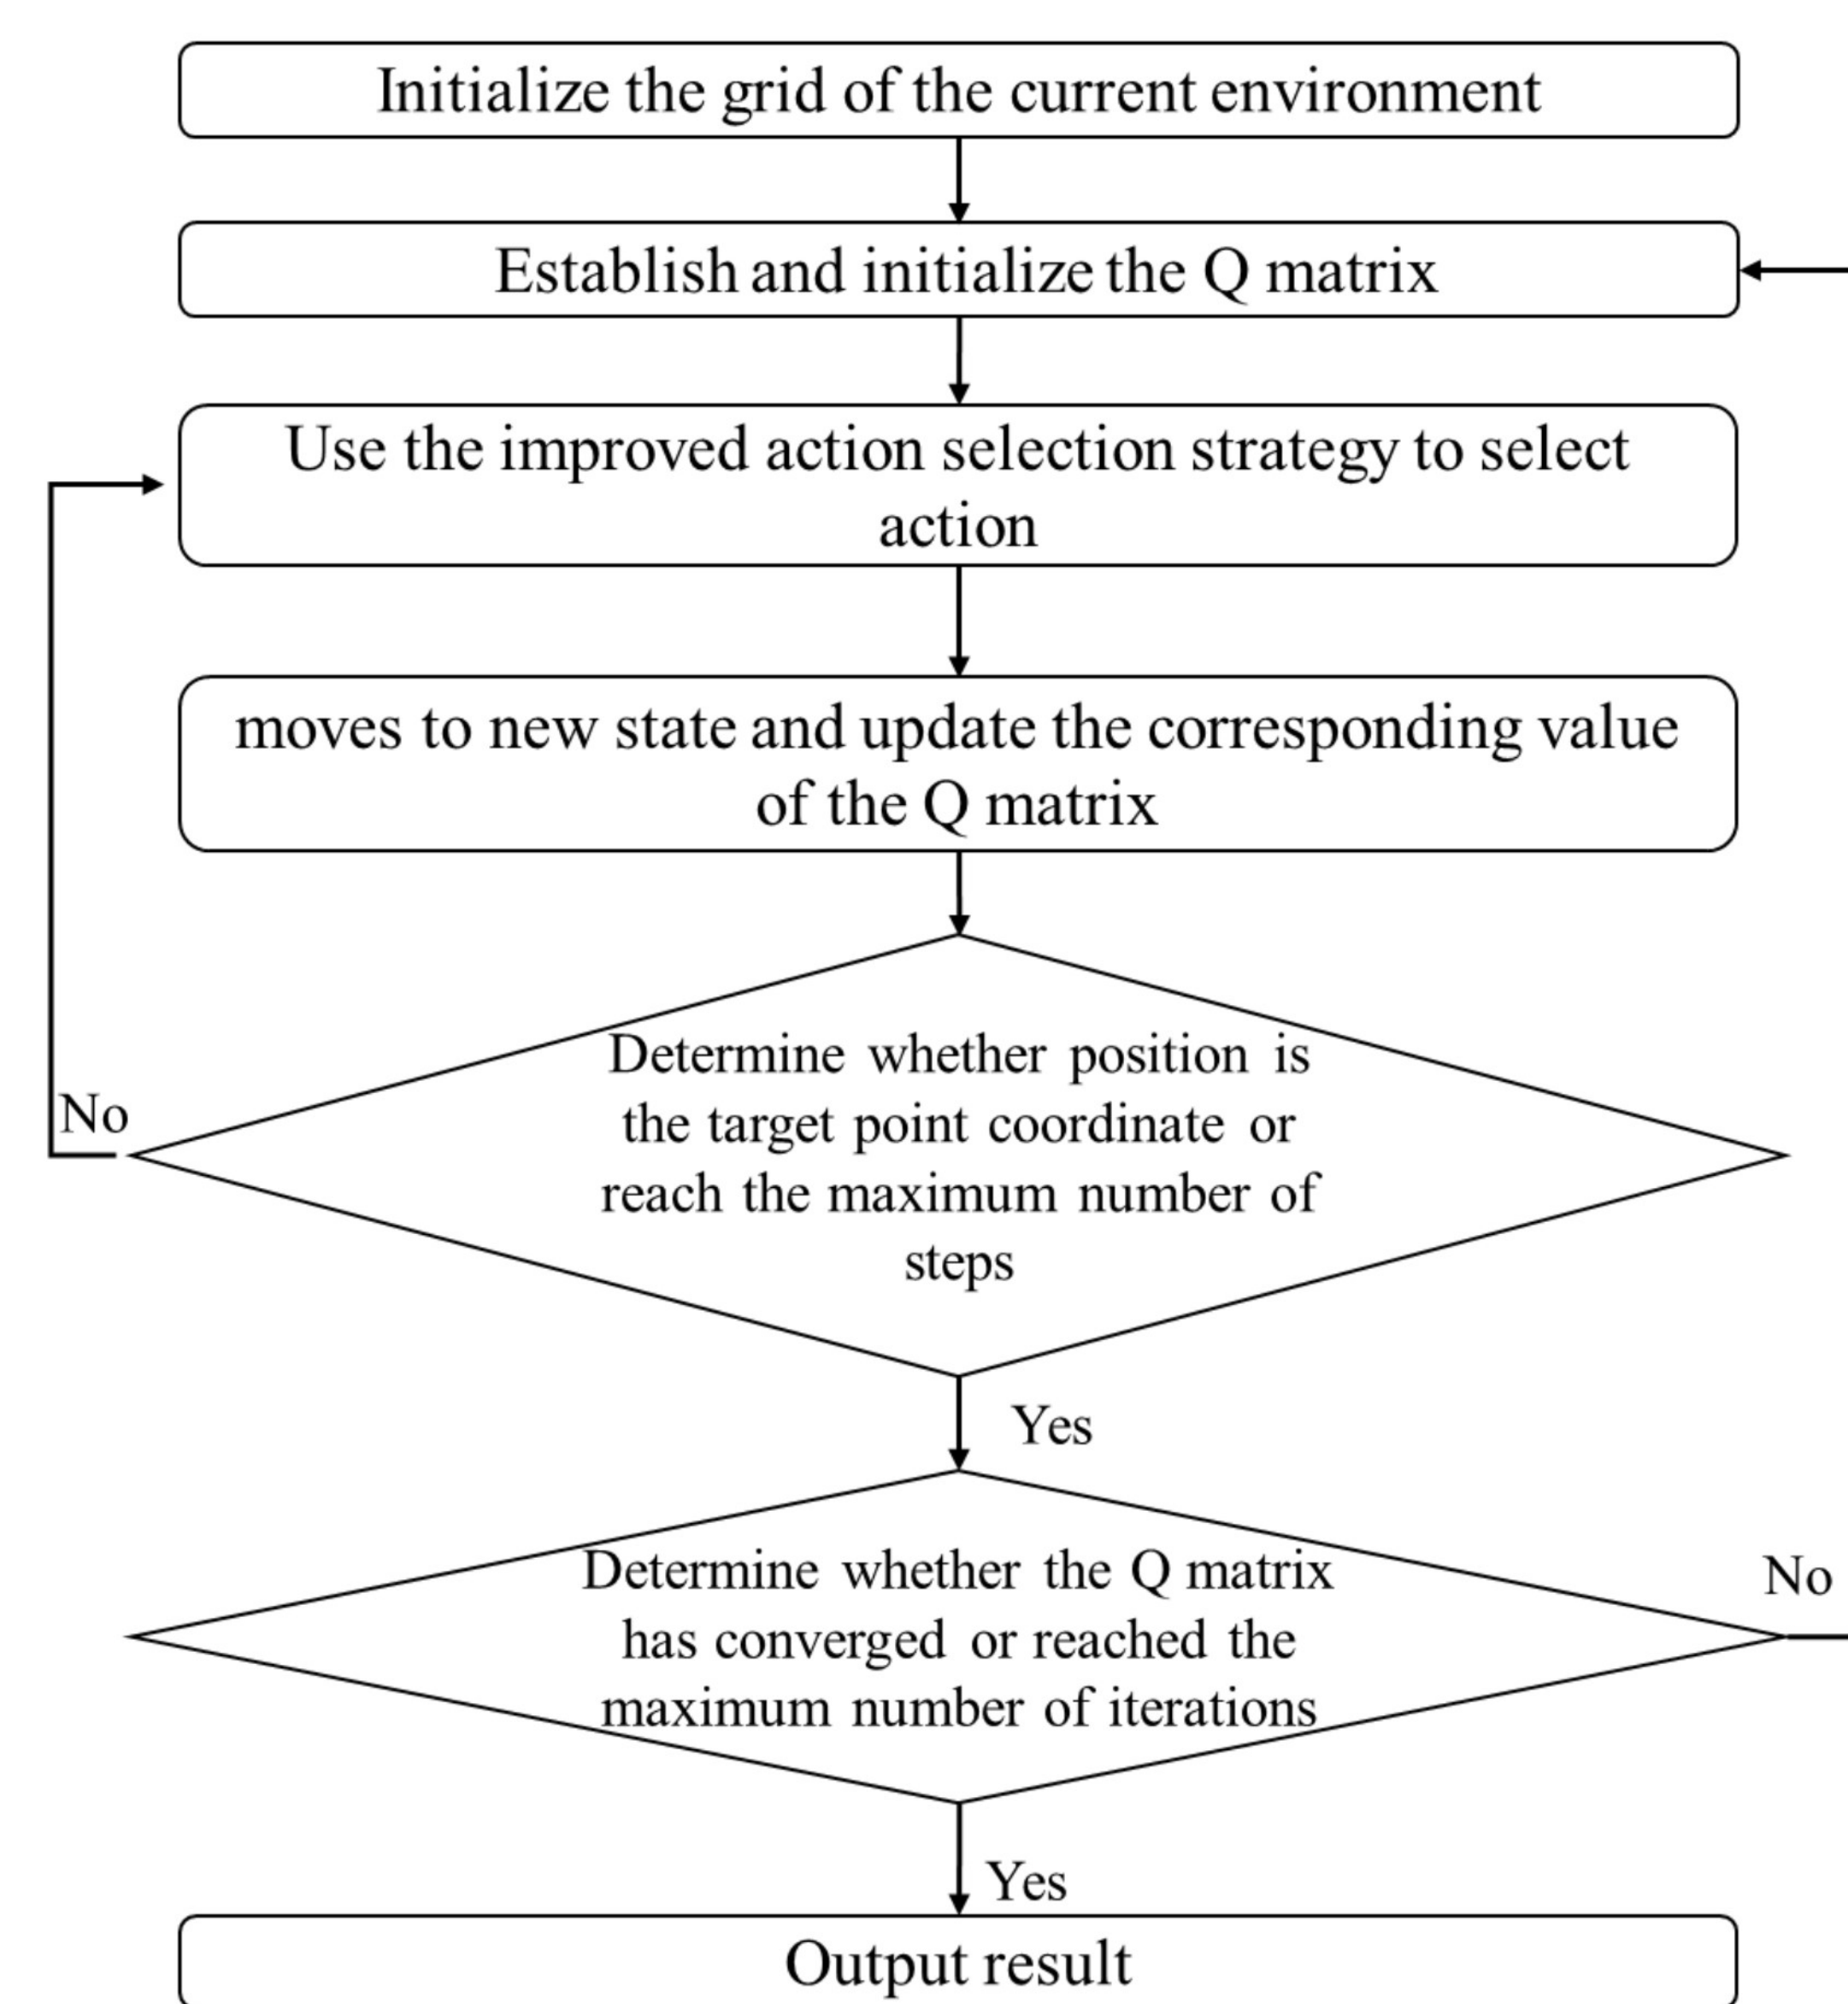 Initialize the grid of the current environment
Establish and initialize the Q matrix
Use the improved action selection strategy to select
action
moves to new state and update the corresponding value
of the Q matrix
Determine whether position is
the target point coordinate or
reach the maximum number of
steps
No
Yes
Determine whether the Q matrix
has converged or reached the
maximum number of iterations
No
Yes
Output result